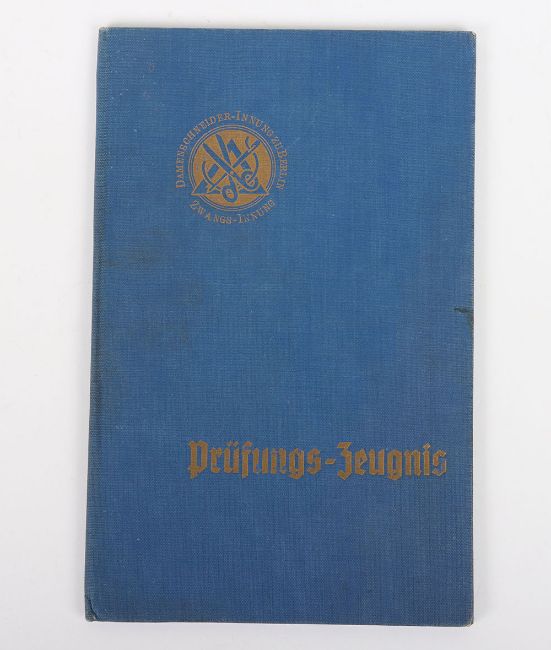 DAMENSCHNEIDER-INNUNG ZU BERLIN
ZWANGS-INNUNG
Prüfungs-Zeugnis